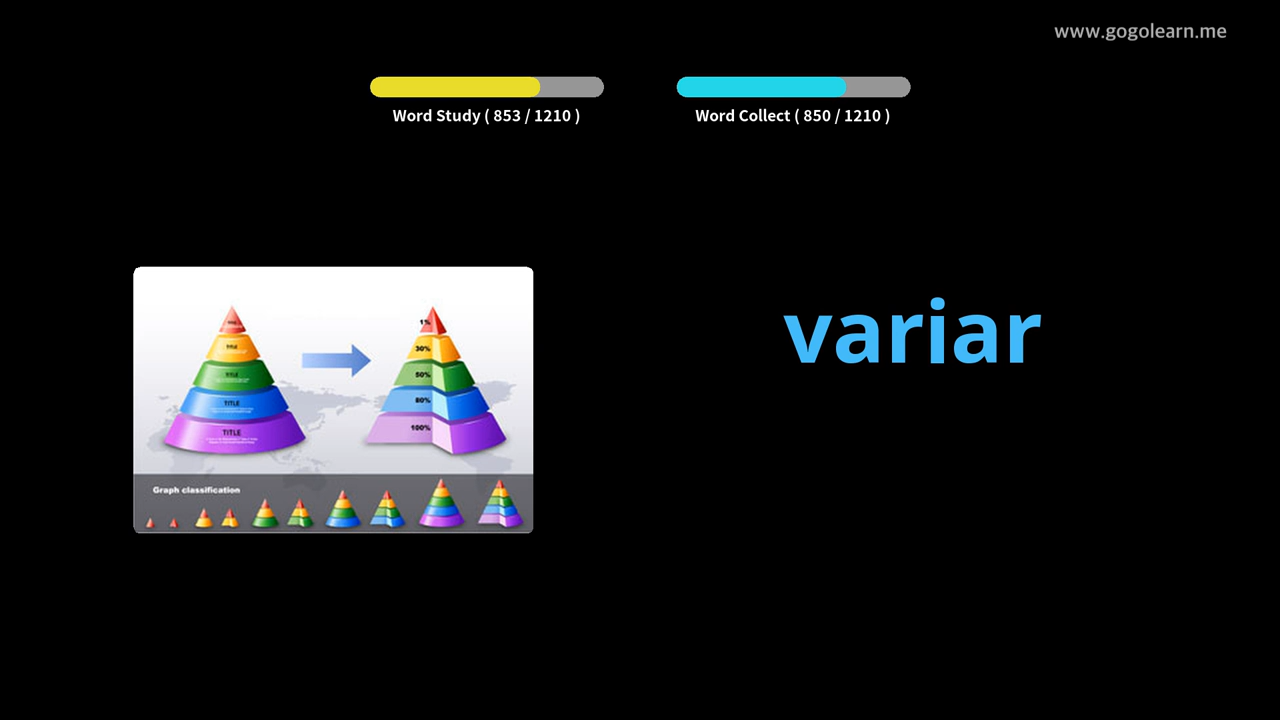 www.gogolearn.me
Word Study ( 853 / 1210 )
Word Collect ( 850 / 1210 )
variar
TITLE
TITLE
TITLE
TITLE
1%
30%
50%
80%
100%
Graph classification